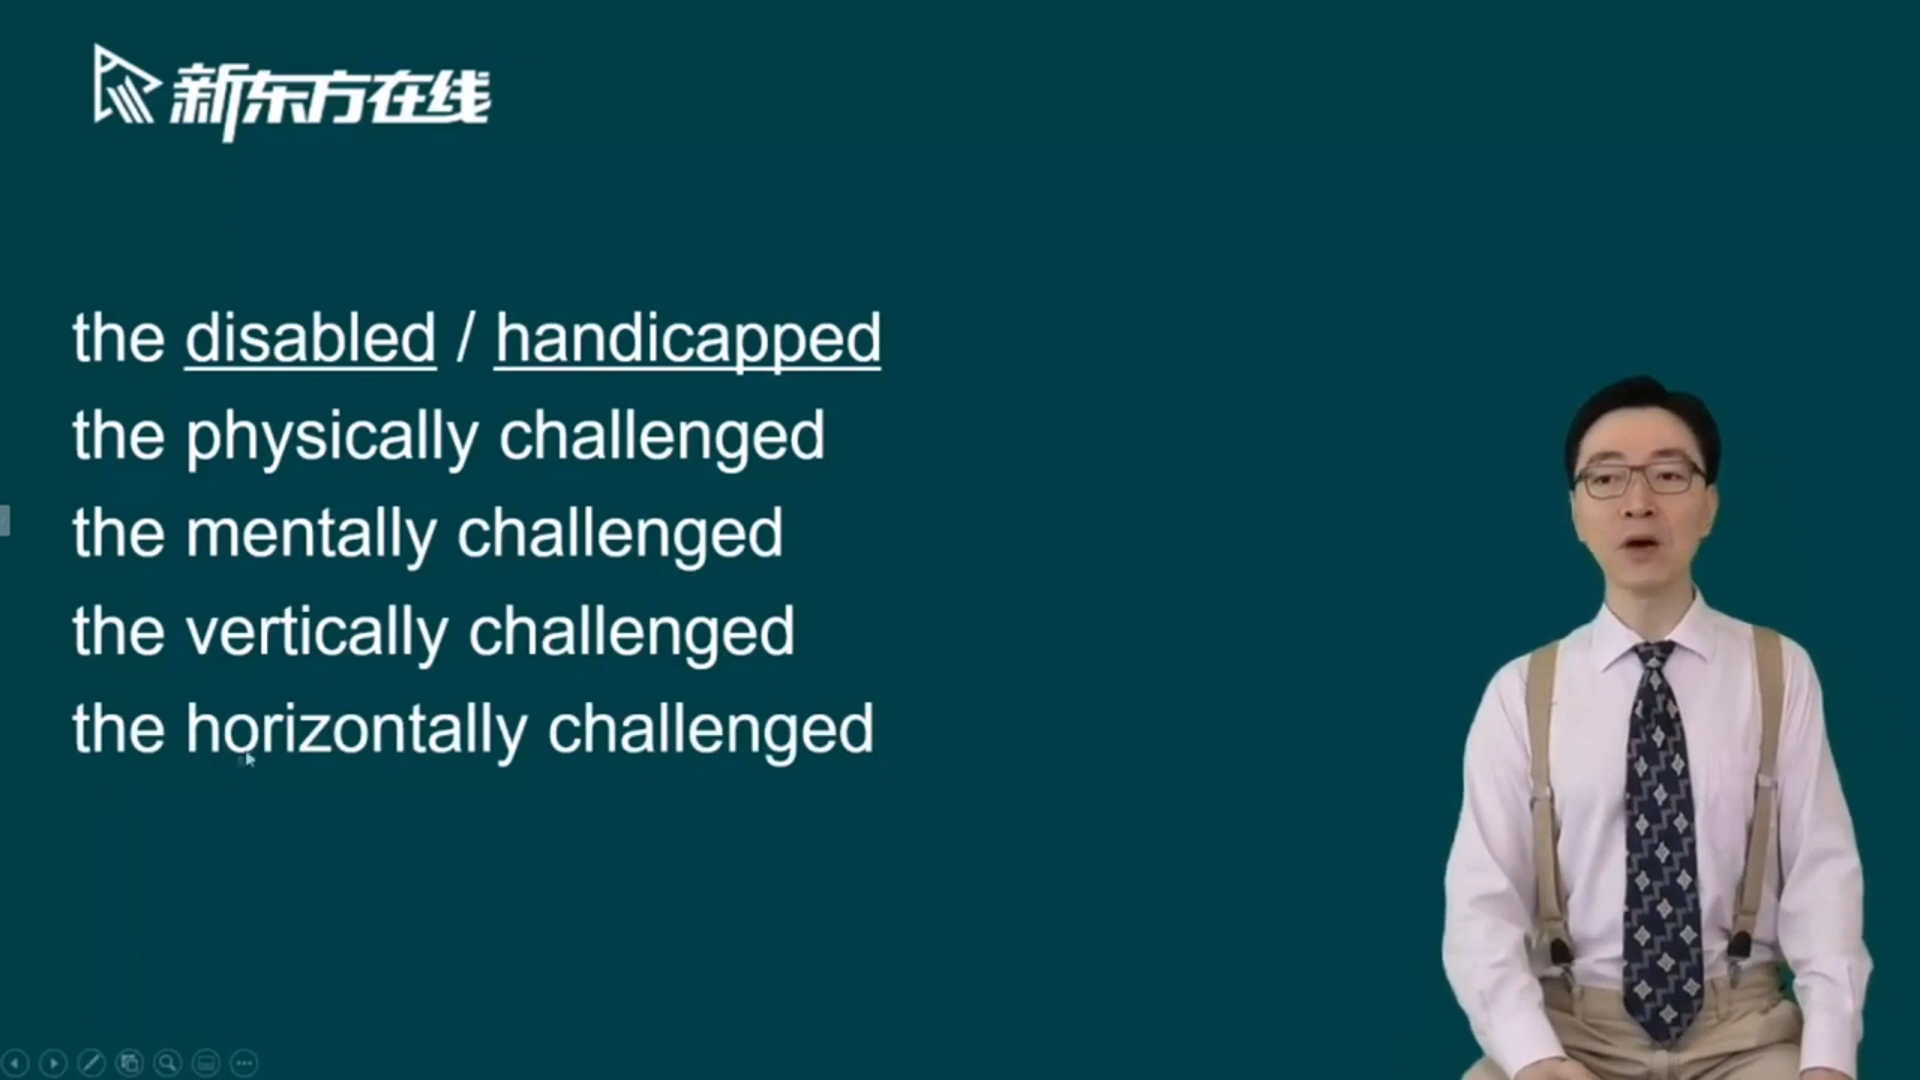 新东方在线
the disabled / handicapped
the physically challenged
the mentally challenged
the vertically challenged
the horizontally challenged